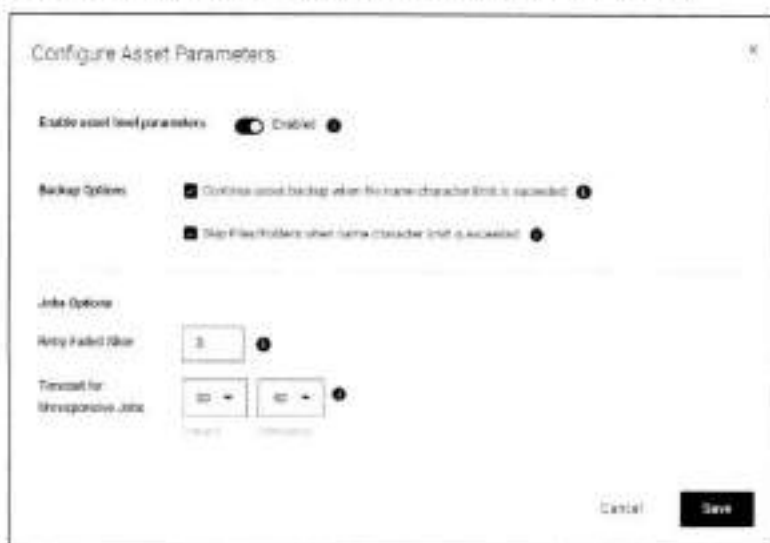 Configure Asset Parameters
×
Enable asset level parameters Enabled
Backup Options Continue asset backup when file name character limit is exceeded
Skip Files/Folders when name character limit is exceeded
Jobs Options
Retry Failed Slice
Timeout for
Unresponsive Jobs
Cancel Save